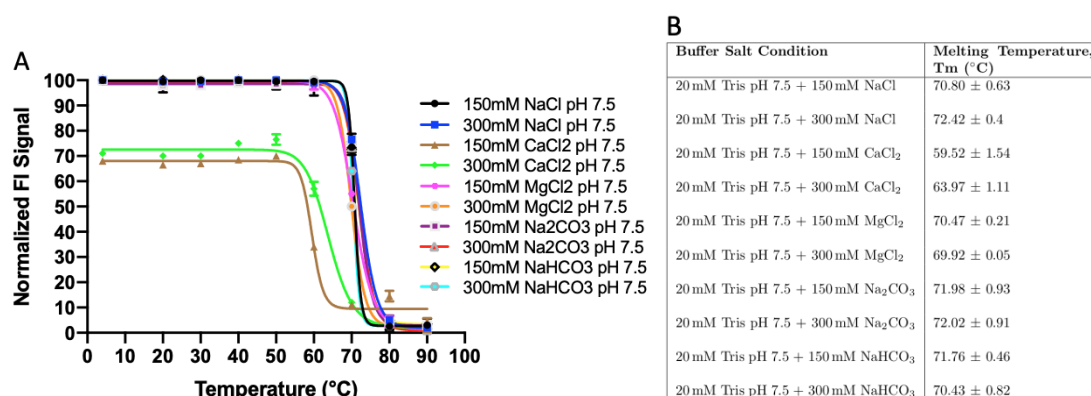 A
Normalized FI Signal
100
90
80
70
60
50
40
30
20
10
0
0 10 20 30 40 50 60 70 80 90 100
Temperature (°C)
150mM NaCl pH 7.5
300mM NaCl pH 7.5
150mM CaCl2 pH 7.5
300mM CaCl2 pH 7.5
150mM MgCl2 pH 7.5
300mM MgCl2 pH 7.5
150mM Na2CO3 pH 7.5
300mM Na2CO3 pH 7.5
150mM NaHCO3 pH 7.5
300mM NaHCO3 pH 7.5
B
Buffer Salt Condition Melting Temperature,
Tm (°C)
20 mM Tris pH 7.5 + 150 mM NaCl 70.80 ± 0.63
20 mM Tris pH 7.5 + 300 mM NaCl 72.42 ± 0.4
20 mM Tris pH 7.5 + 150 mM CaCl₂ 59.52 ± 1.54
20 mM Tris pH 7.5 + 300 mM CaCl₂ 63.97 ± 1.11
20 mM Tris pH 7.5 + 150 mM MgCl₂ 70.47 ± 0.21
20 mM Tris pH 7.5 + 300 mM MgCl₂ 69.92 ± 0.05
20 mM Tris pH 7.5 + 150 mM Na₂CO₃ 71.98 ± 0.93
20 mM Tris pH 7.5 + 300 mM Na₂CO₃ 72.02 ± 0.91
20 mM Tris pH 7.5 + 150 mM NaHCO₃ 71.76 ± 0.46
20 mM Tris pH 7.5 + 300 mM NaHCO₃ 70.43 ± 0.82